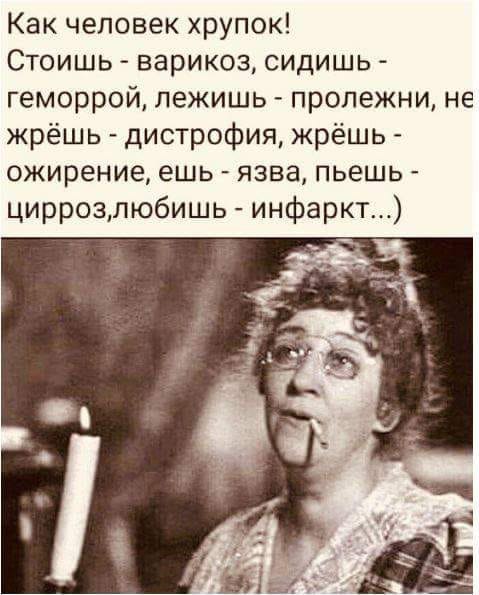 Как человек хрупок!
Стоишь - варикоз, сидишь -
геморрой, лежишь - пролежни, не
жрёшь - дистрофия, жрёшь -
ожирение, ешь - язва, пьешь -
цирроз,любишь - инфаркт...)